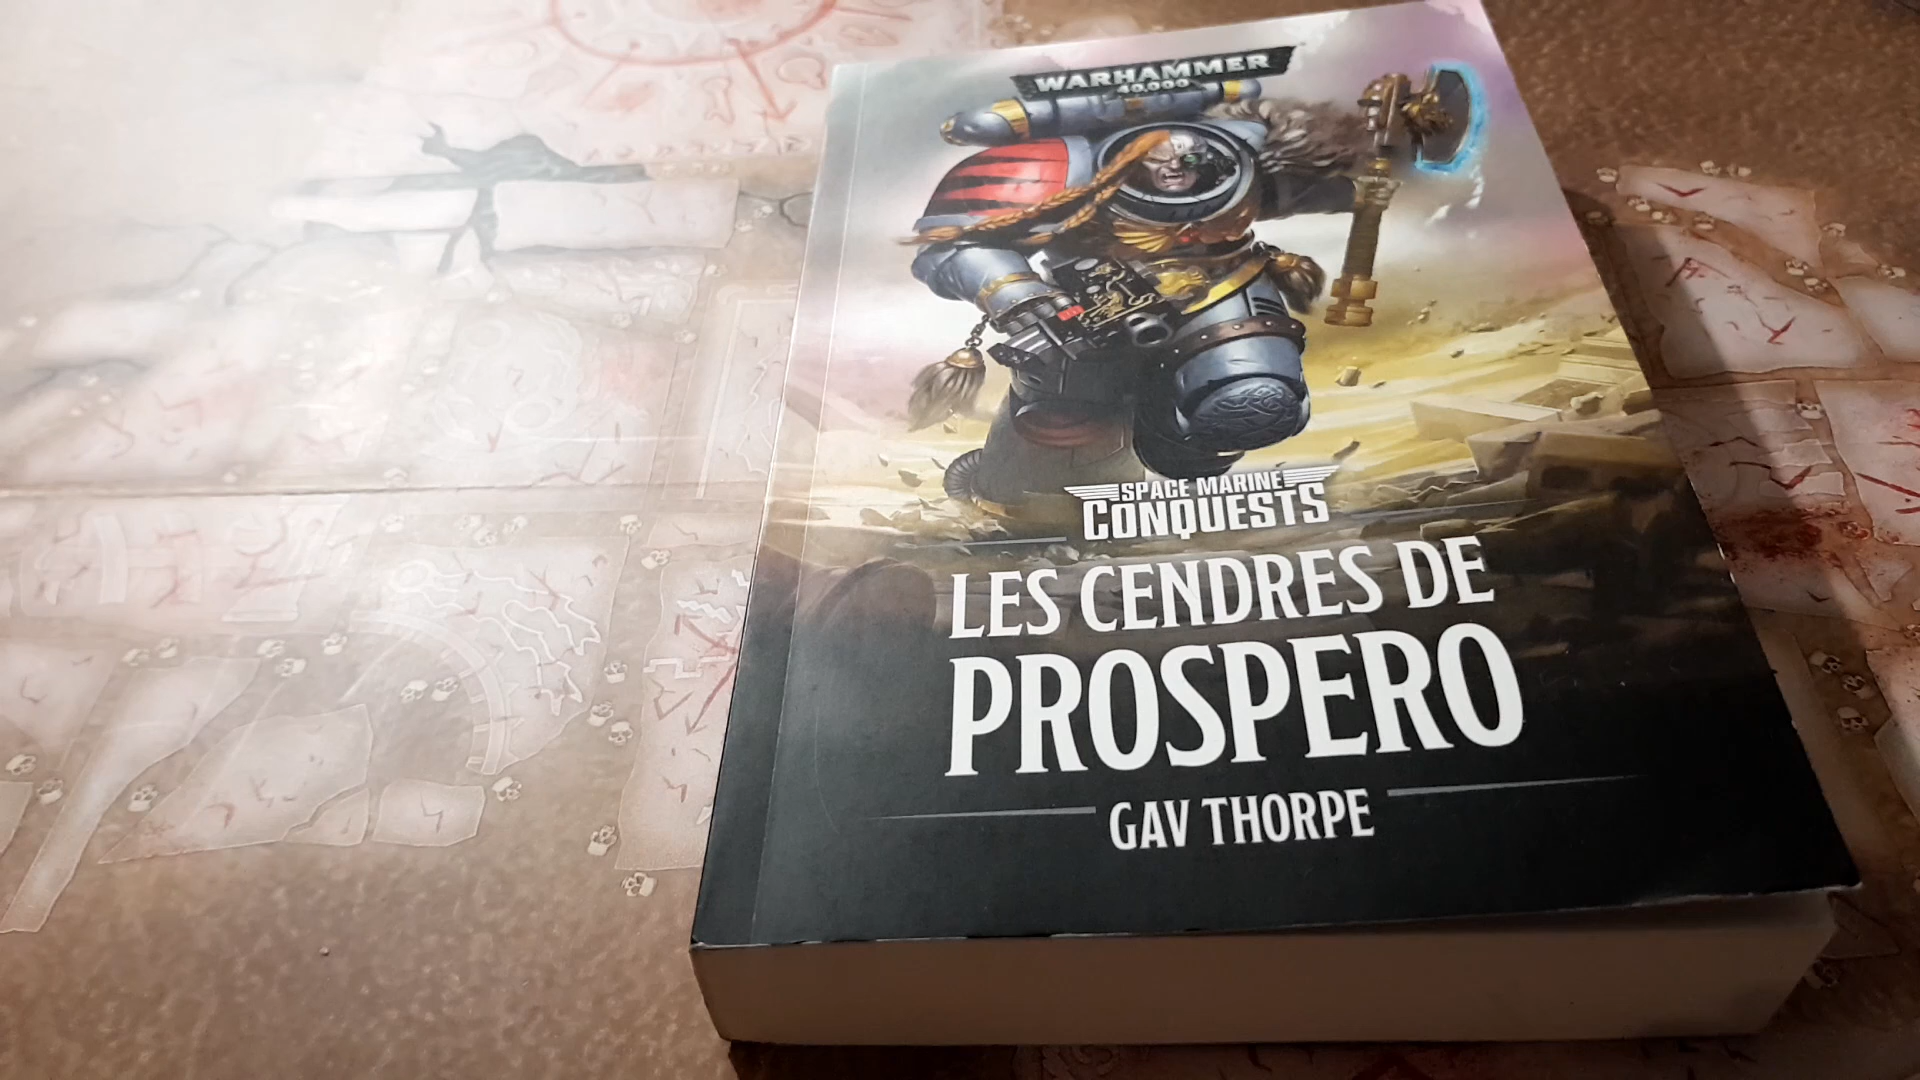 WARHAMMER
40,000
SPACE MARINE
CONQUESTS
LES CENDRES DE
PROSPERO
GAV THORPE